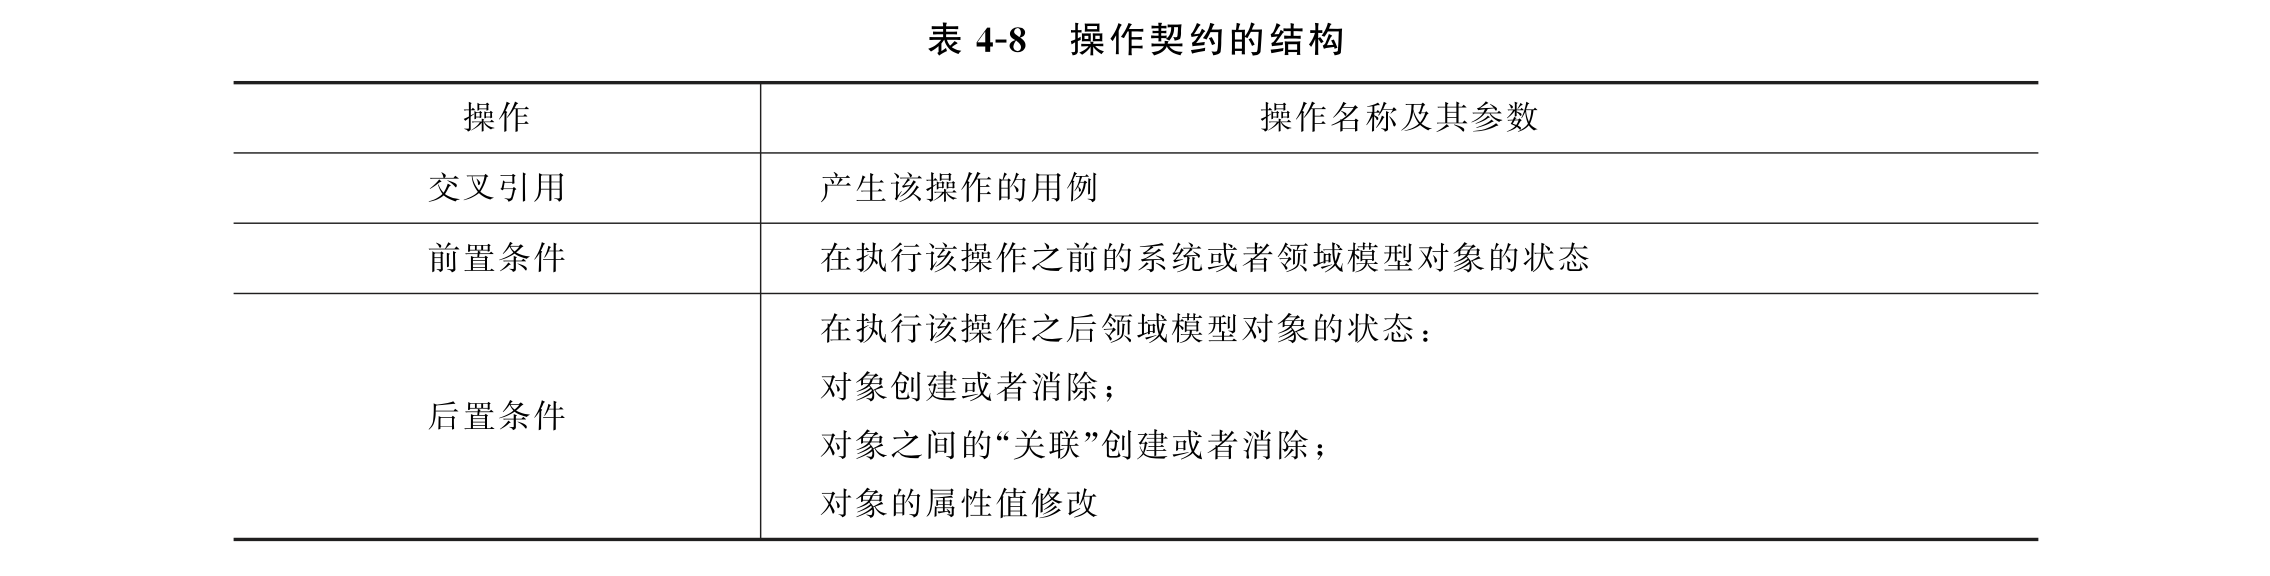 表 4-8 操作契约的结构
操作 操作名称及其参数
交叉引用 产生该操作的用例
前置条件 在执行该操作之前的系统或者领域模型对象的状态
后置条件
在执行该操作之后领域模型对象的状态：
对象创建或者消除；
对象之间的“关联”创建或者消除；
对象的属性值修改